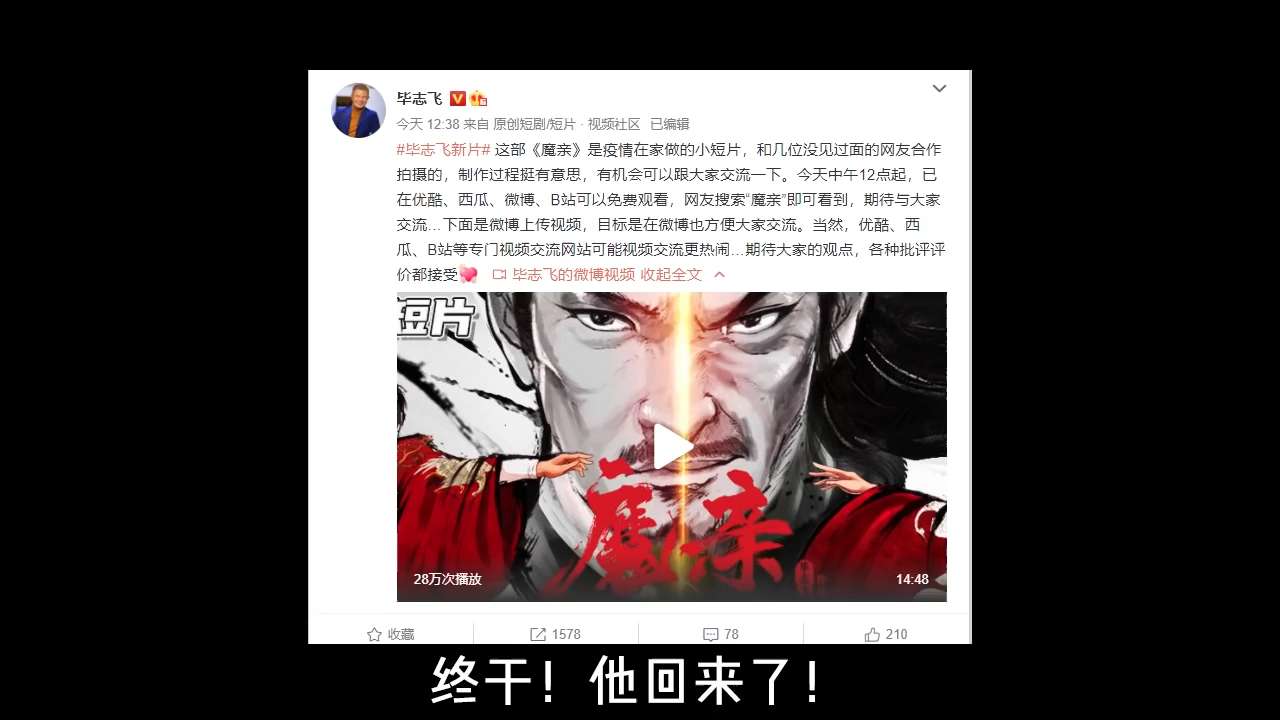 毕志飞
今天 12:38 来自 原创短剧/短片 · 视频社区 已编辑
#毕志飞新片# 这部《魔亲》是疫情在家做的小短片，和几位没见过面的网友合作
拍摄的，制作过程挺有意思，有机会可以跟大家交流一下。今天中午12点起，已
在优酷、西瓜、微博、B站可以免费观看，网友搜索“魔亲”即可看到，期待与大家
交流…下面是微博上传视频，目标是在微博也方便大家交流。当然，优酷、西
瓜、B站等专门视频交流网站可能视频交流更热闹…期待大家的观点，各种批评评
价都接受 毕志飞的微博视频 收起全文
短片
魔亲
28万次播放
14:48
收藏
1578
78
210
终于！他回来了！